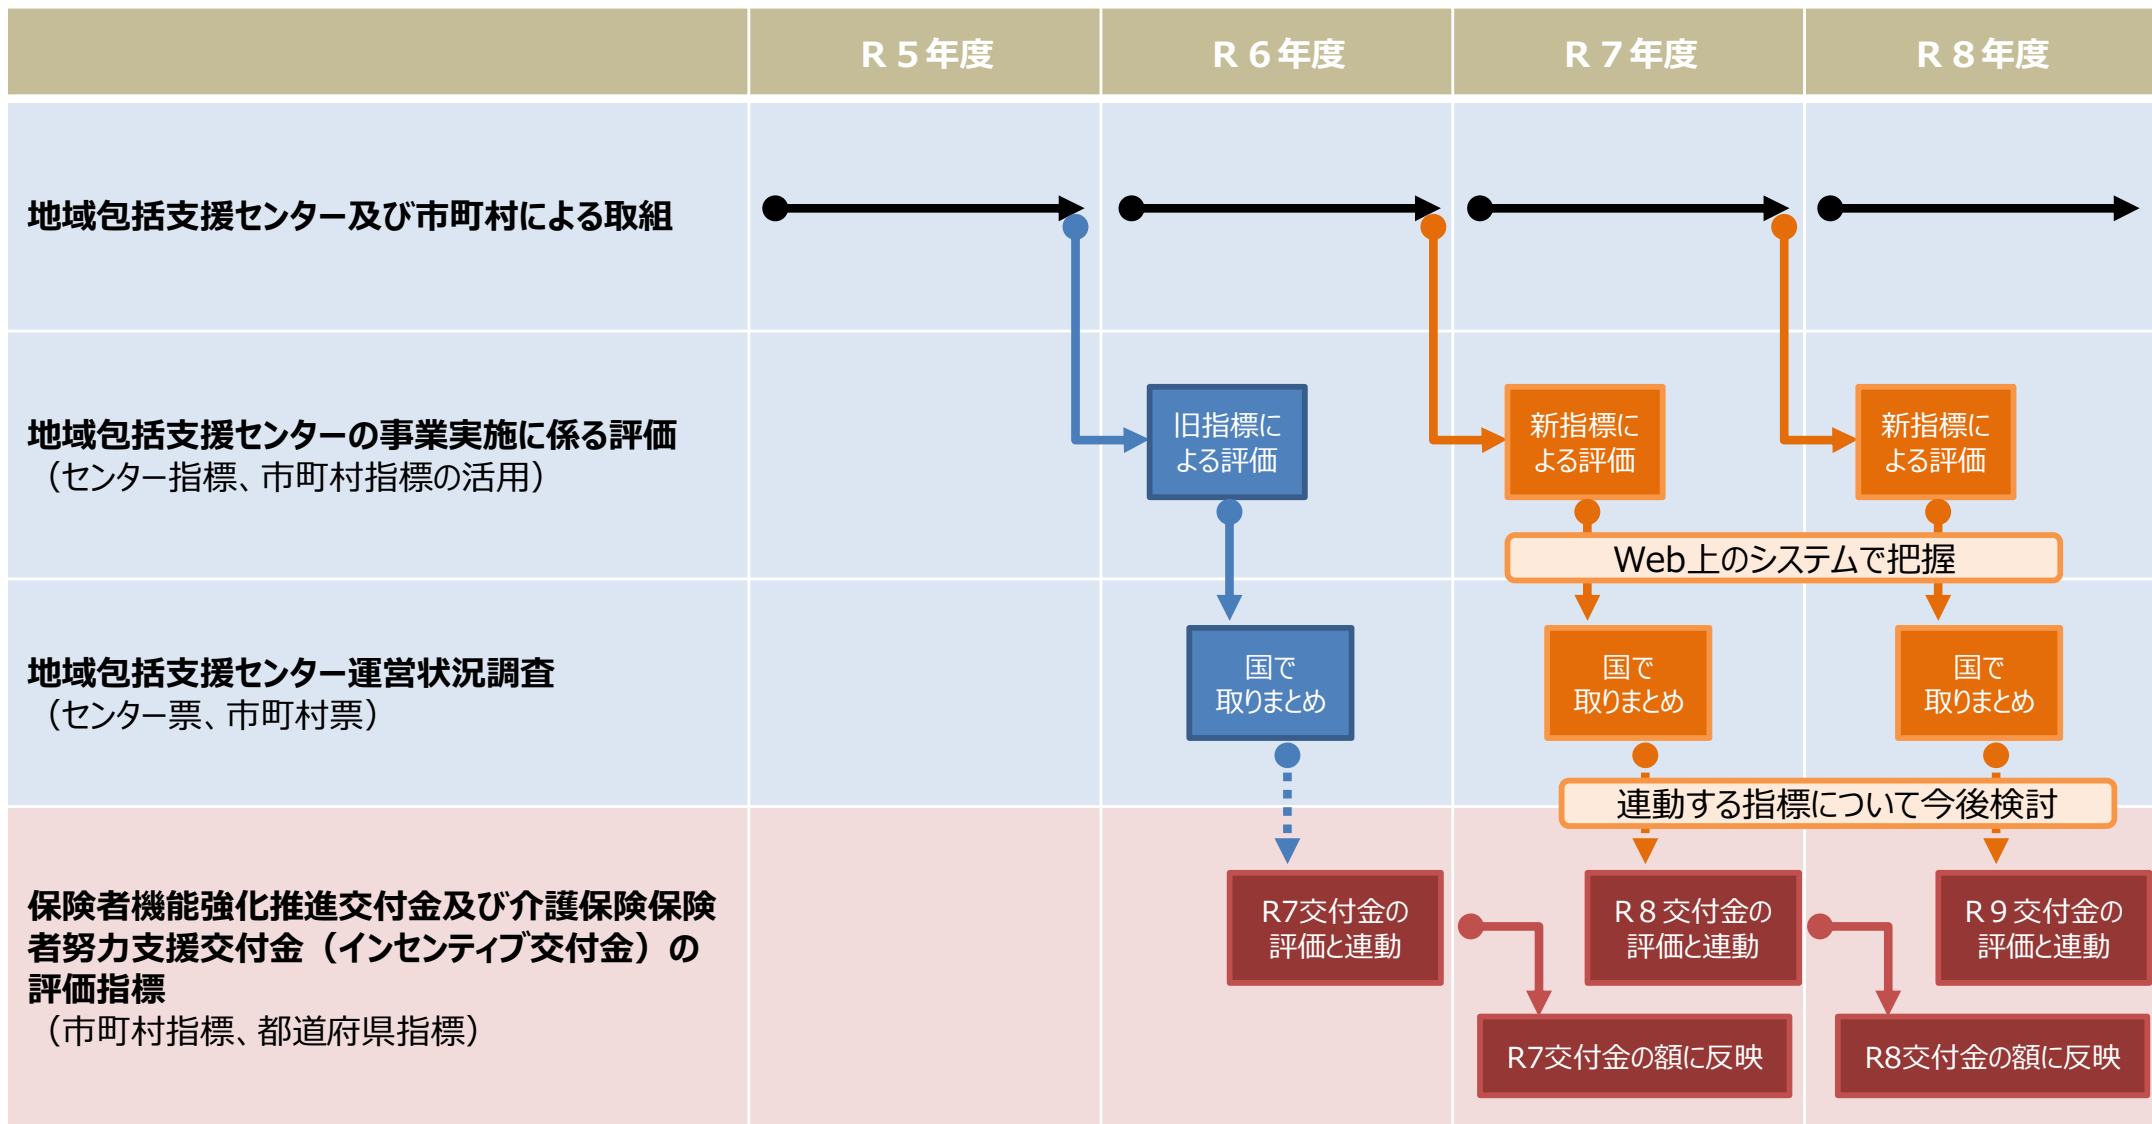 R５年度
R６年度
R７年度
R８年度
地域包括支援センター及び市町村による取組
地域包括支援センターの事業実施に係る評価
（センター指標、市町村指標の活用）
旧指標に
よる評価
新指標に
よる評価
新指標に
よる評価
Web上のシステムで把握
地域包括支援センター運営状況調査
（センター票、市町村票）
国で
取りまとめ
国で
取りまとめ
国で
取りまとめ
連動する指標について今後検討
保険者機能強化推進交付金及び介護保険保険
者努力支援交付金（インセンティブ交付金）の
評価指標
（市町村指標、都道府県指標）
R7交付金の
評価と連動
R８交付金の
評価と連動
R９交付金の
評価と連動
R7交付金の額に反映
R8交付金の額に反映